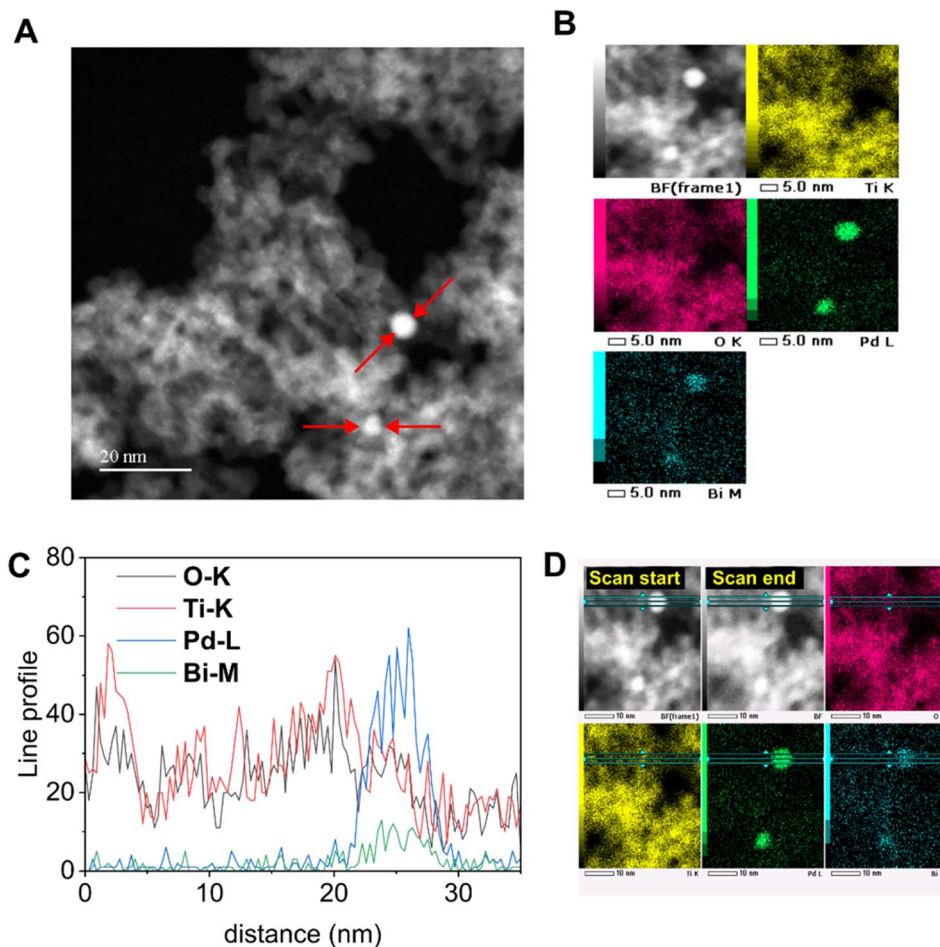 A
20 nm
B
BF(frame1)
5.0 nm Ti K
5.0 nm O K
5.0 nm Pd L
5.0 nm Bi M
C
80
60
40
20
0
Line profile
O-K
Ti-K
Pd-L
Bi-M
0 10 20 30
distance (nm)
D
Scan start
Scan end
10 nm BF(frame1)
10 nm BF
10 nm O
10 nm Ti K
10 nm Pd L
10 nm Bi